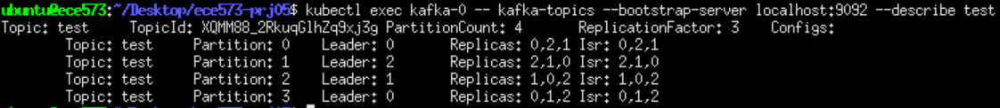 ubuntu@ece573:~/Desktop/ece573-prj05$ kubectl exec kafka-0 -- kafka-topics --bootstrap-server localhost:9092 --describe test
Topic: test TopicId: XQMM88_2RkuqGlhZq9xj3g PartitionCount: 4 ReplicationFactor: 3 Configs:
Topic: test Partition: 0 Leader: 0 Replicas: 0,2,1 Isr: 0,2,1
Topic: test Partition: 1 Leader: 2 Replicas: 2,1,0 Isr: 2,1,0
Topic: test Partition: 2 Leader: 1 Replicas: 1,0,2 Isr: 1,0,2
Topic: test Partition: 3 Leader: 0 Replicas: 0,1,2 Isr: 0,1,2